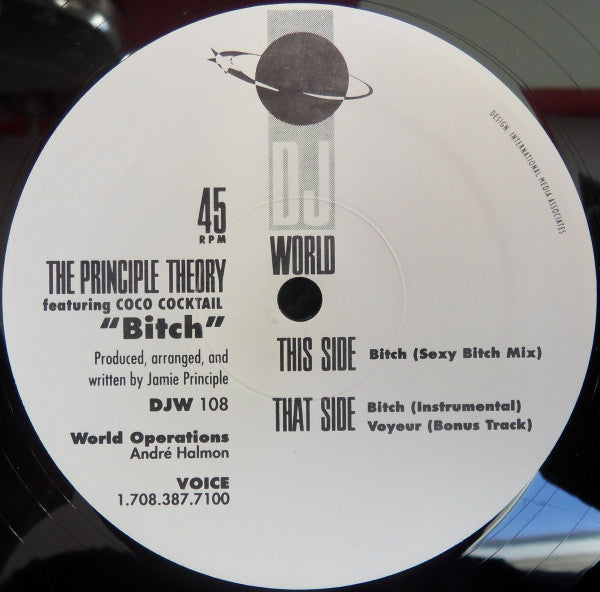 DJ
WORLD
DESIGN: INTERNATIONAL MEDIA ASSOCIATES
45
RPM
THE PRINCIPLE THEORY
featuring COCO COCKTAIL
"Bitch"
Produced, arranged, and
written by Jamie Principle
DJW 108
World Operations
André Halmon
VOICE
1.708.387.7100
THIS SIDE Bitch (Sexy Bitch Mix)
THAT SIDE Bitch (Instrumental)
Voyeur (Bonus Track)